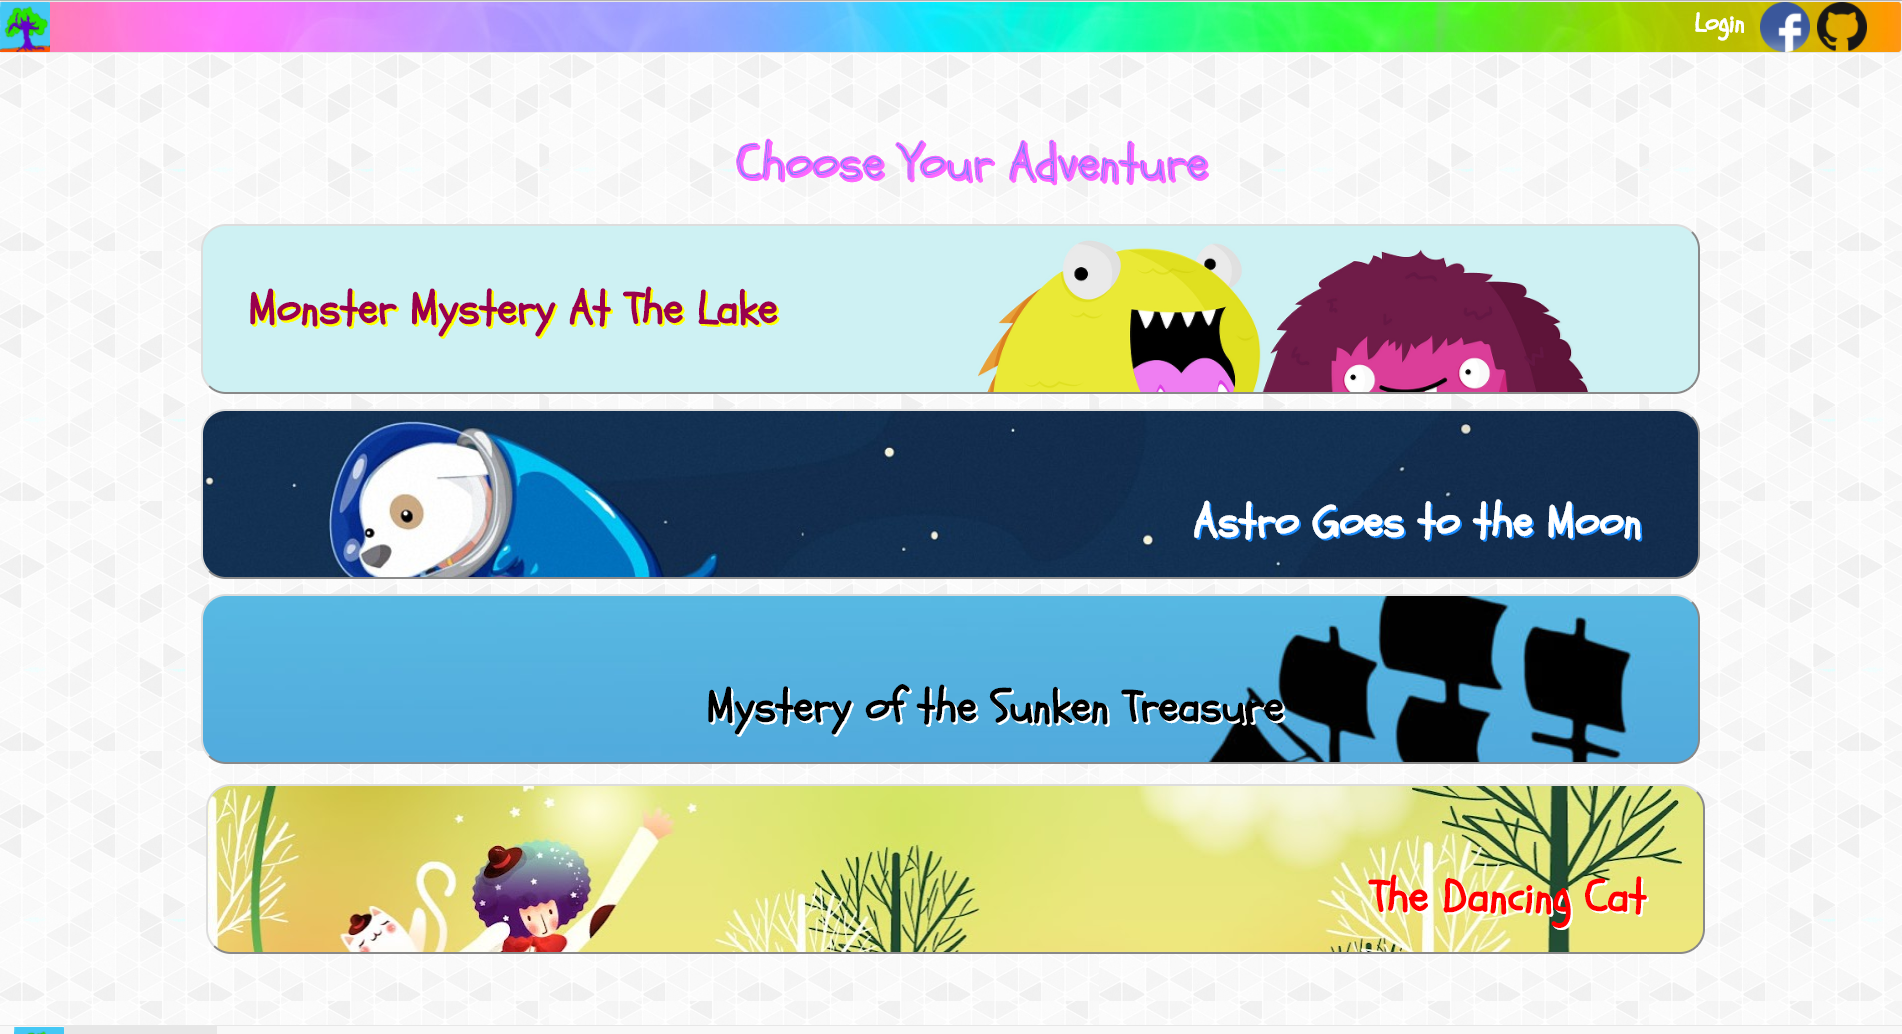 Login
Choose Your Adventure
Monster Mystery At The Lake
Astro Goes to the Moon
Mystery of the Sunken Treasure
The Dancing Cat